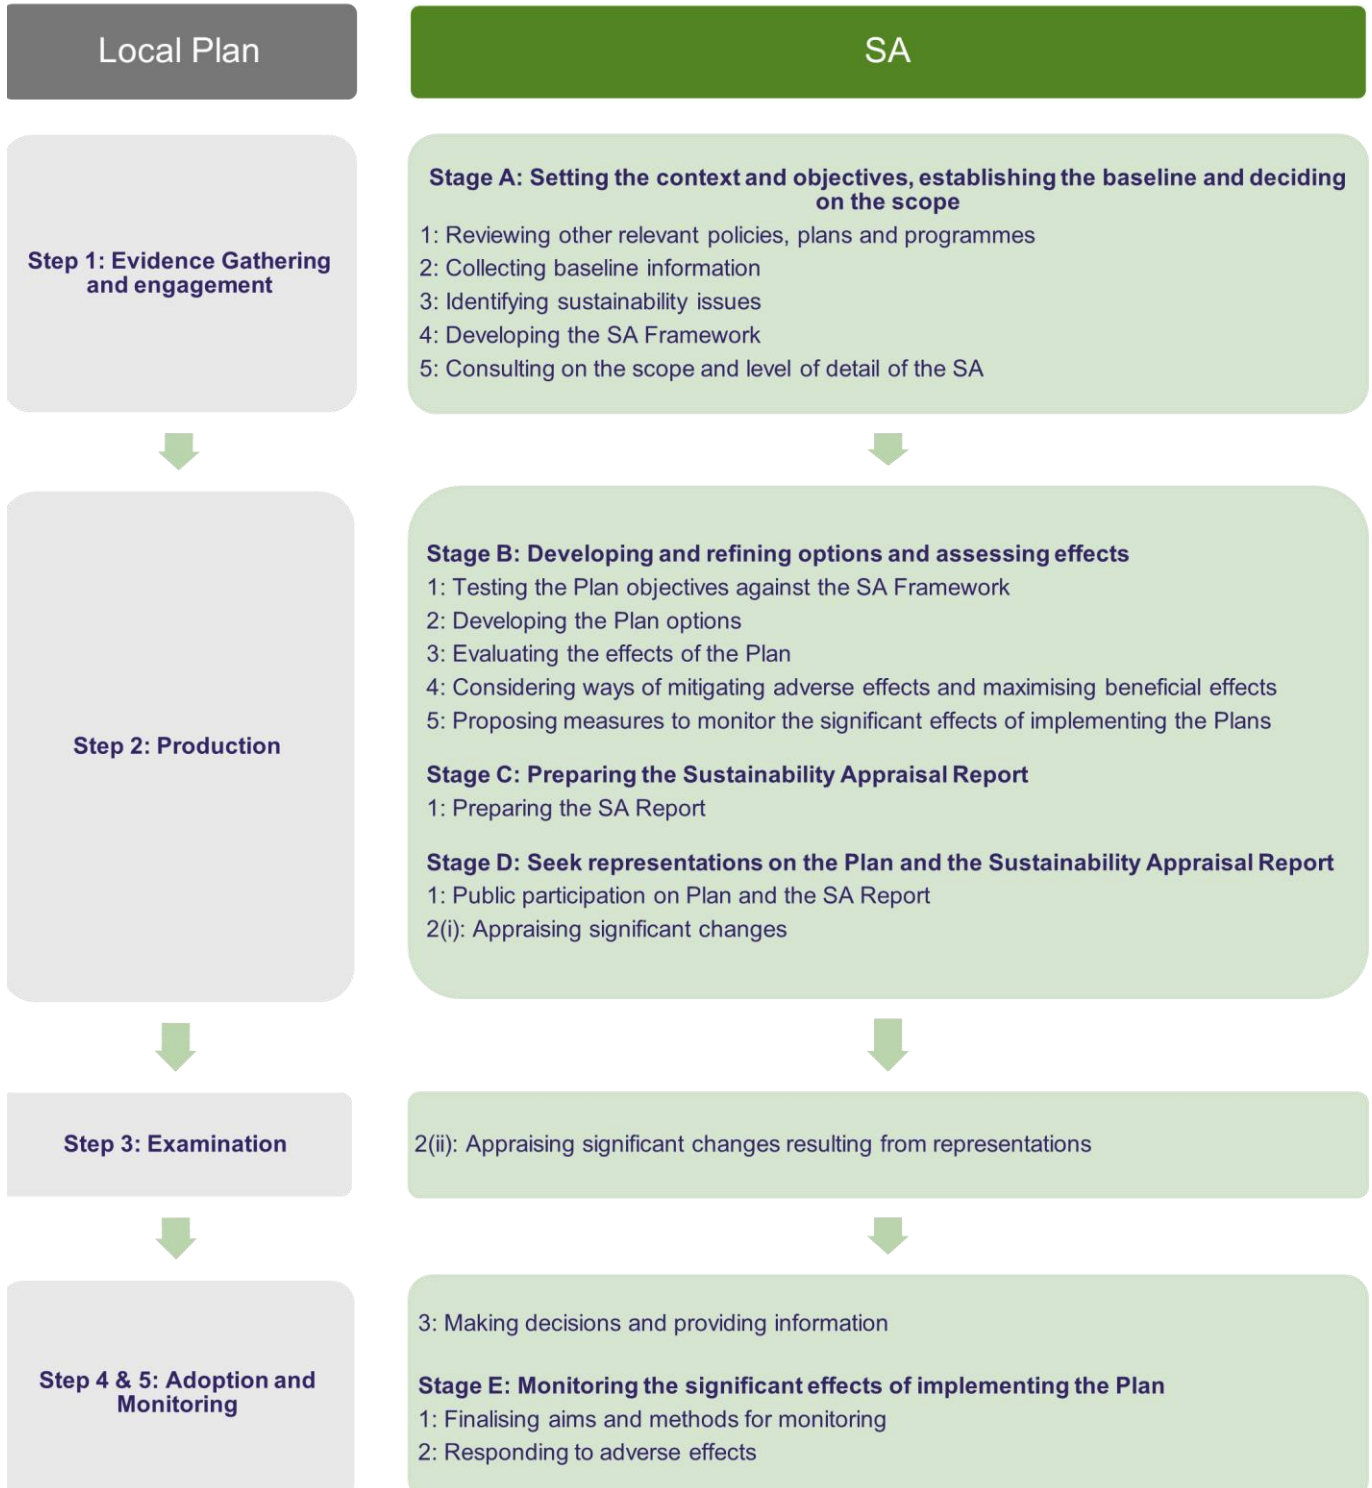 Local Plan
SA
Step 1: Evidence Gathering
and engagement
Stage A: Setting the context and objectives, establishing the baseline and deciding
on the scope
1: Reviewing other relevant policies, plans and programmes
2: Collecting baseline information
3: Identifying sustainability issues
4: Developing the SA Framework
5: Consulting on the scope and level of detail of the SA
Step 2: Production
Stage B: Developing and refining options and assessing effects
1: Testing the Plan objectives against the SA Framework
2: Developing the Plan options
3: Evaluating the effects of the Plan
4: Considering ways of mitigating adverse effects and maximising beneficial effects
5: Proposing measures to monitor the significant effects of implementing the Plans
Stage C: Preparing the Sustainability Appraisal Report
1: Preparing the SA Report
Stage D: Seek representations on the Plan and the Sustainability Appraisal Report
1: Public participation on Plan and the SA Report
2(i): Appraising significant changes
Step 3: Examination
2(ii): Appraising significant changes resulting from representations
Step 4 & 5: Adoption and
Monitoring
3: Making decisions and providing information
Stage E: Monitoring the significant effects of implementing the Plan
1: Finalising aims and methods for monitoring
2: Responding to adverse effects